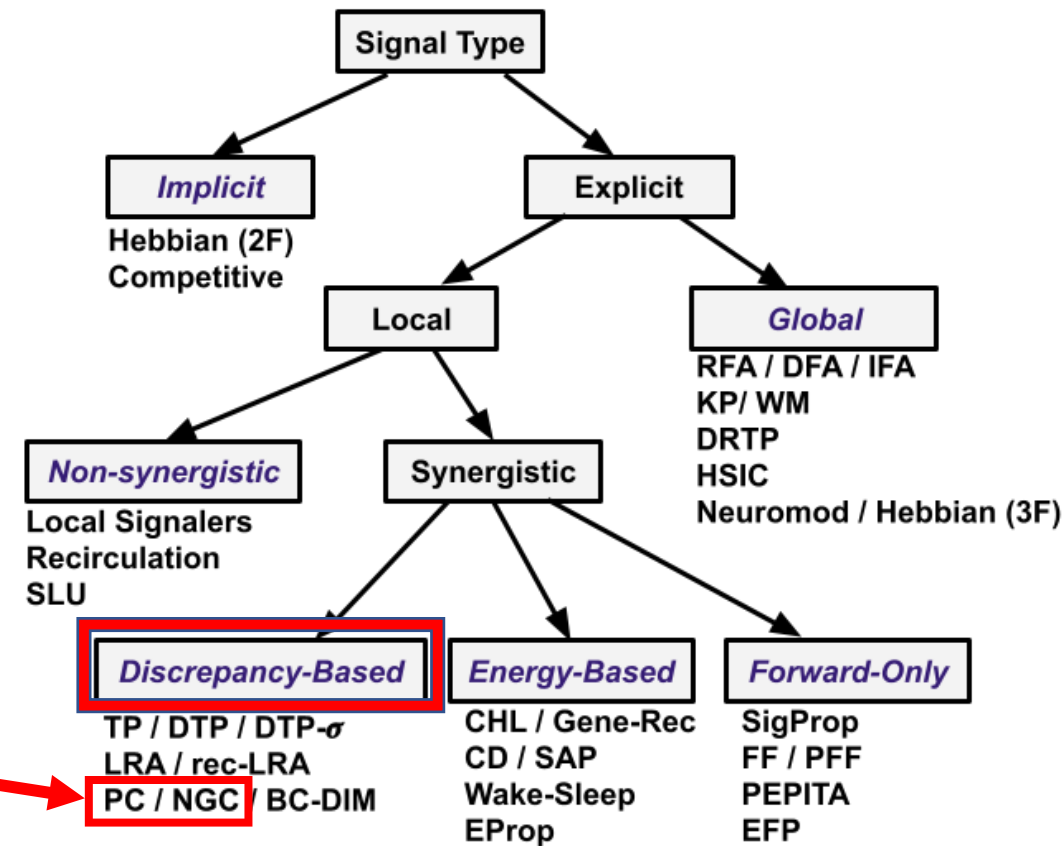 Signal Type
Implicit
Explicit
Hebbian (2F)
Competitive
Local
Global
RFA / DFA / IFA
KP/ WM
DRTP
HSIC
Neuromod / Hebbian (3F)
Non-synergistic
Synergistic
Local Signalers
Recirculation
SLU
Discrepancy-Based
Energy-Based
Forward-Only
TP / DTP / DTP-σ
LRA / rec-LRA
PC / NGC / BC-DIM
CHL / Gene-Rec
CD / SAP
Wake-Sleep
EProp
SigProp
FF / PFF
PEPITA
EFP